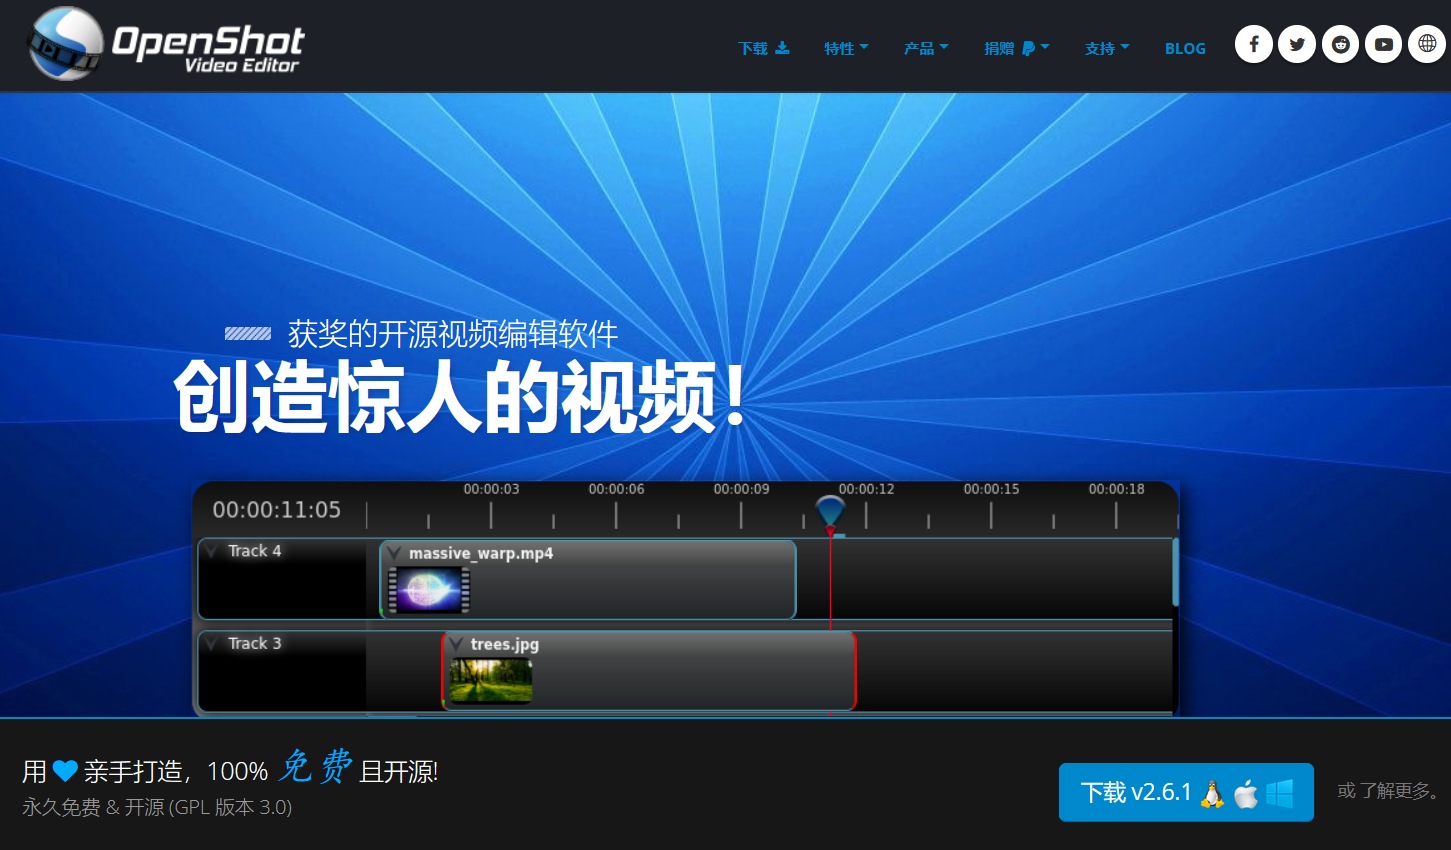 OpenShot
Video Editor
下载 特性 产品 捐赠 支持 BLOG
获奖的开源视频编辑软件
创造惊人的视频！
00:00:11:05
00:00:03 00:00:06 00:00:09 00:00:12 00:00:15 00:00:18
Track 4
massive_warp.mp4
Track 3
trees.jpg
用 亲手打造，100% 免费 且开源!
永久免费 & 开源 (GPL 版本 3.0)
下载 v2.6.1
或 了解更多。